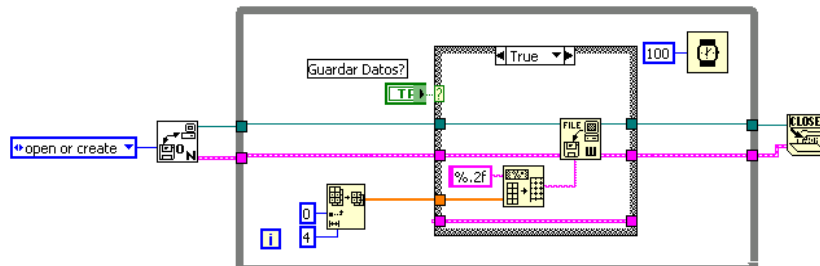 True
100
Guardar Datos?
TF
?
FILE
CLOSE
open or create
O
N
W
%.2f
0
4
i